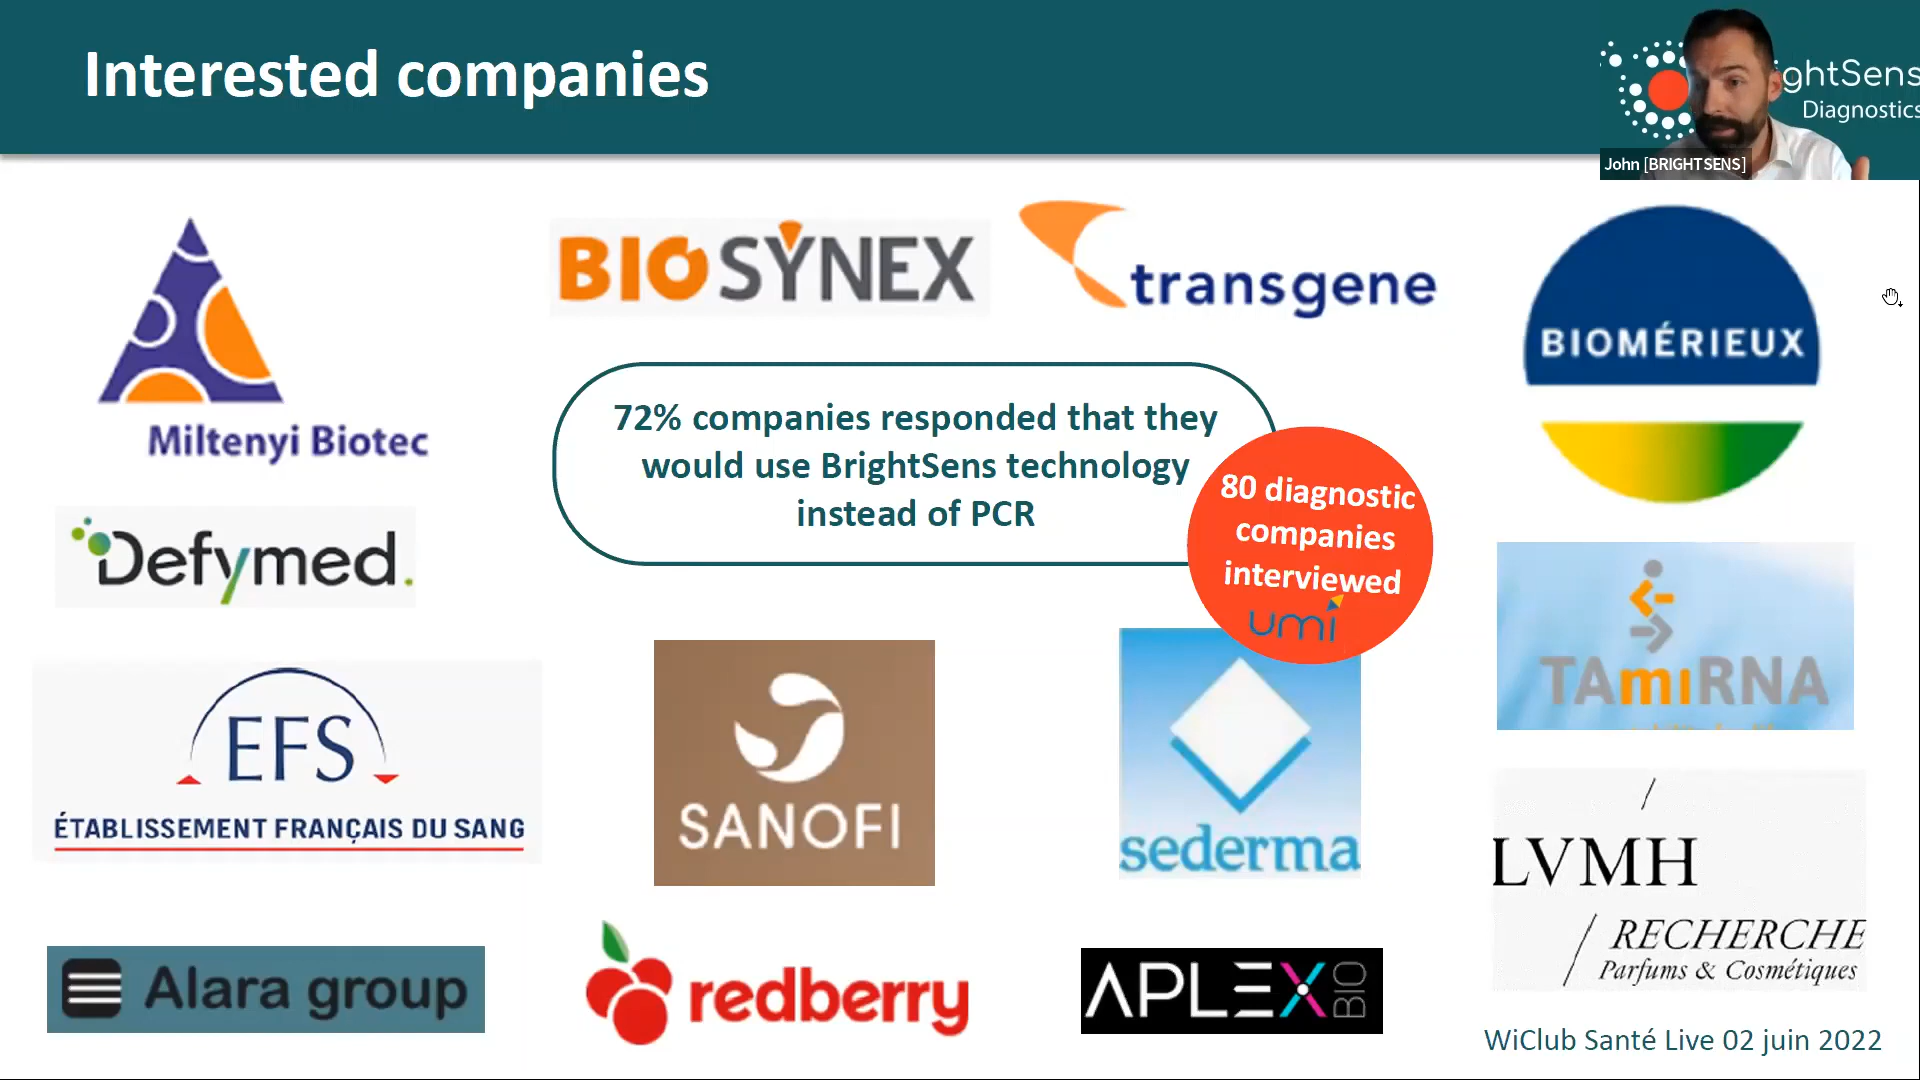 Interested companies
ghtSens
Diagnostics
John [BRIGHTSENS]
BIOSYNEX
transgene
BIOMÉRIEUX
Miltenyi Biotec
72% companies responded that they
would use BrightSens technology
instead of PCR
80 diagnostic
companies
interviewed
umi
Defymed.
TAmiRNA
EFS
ÉTABLISSEMENT FRANÇAIS DU SANG
SANOFI
sederma
LVMH
RECHERCHE
Parfums & Cosmétiques
Alara group
redberry
APLEX BIO
WiClub Santé Live 02 juin 2022